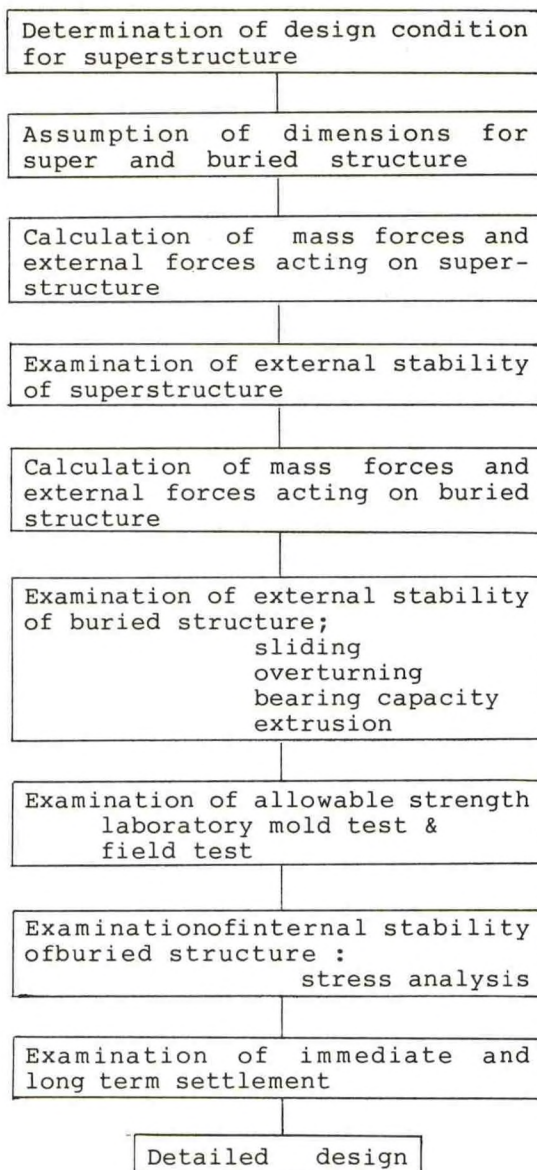 Determination of design condition
for superstructure
Assumption of dimensions for
super and buried structure
Calculation of mass forces and
external forces acting on super-
structure
Examination of external stability
of superstructure
Calculation of mass forces and
external forces acting on buried
structure
Examination of external stability
of buried structure;
sliding
overturning
bearing capacity
extrusion
Examination of allowable strength
laboratory mold test &
field test
Examinationofinternal stability
ofburied structure :
stress analysis
Examination of immediate and
long term settlement
Detailed design